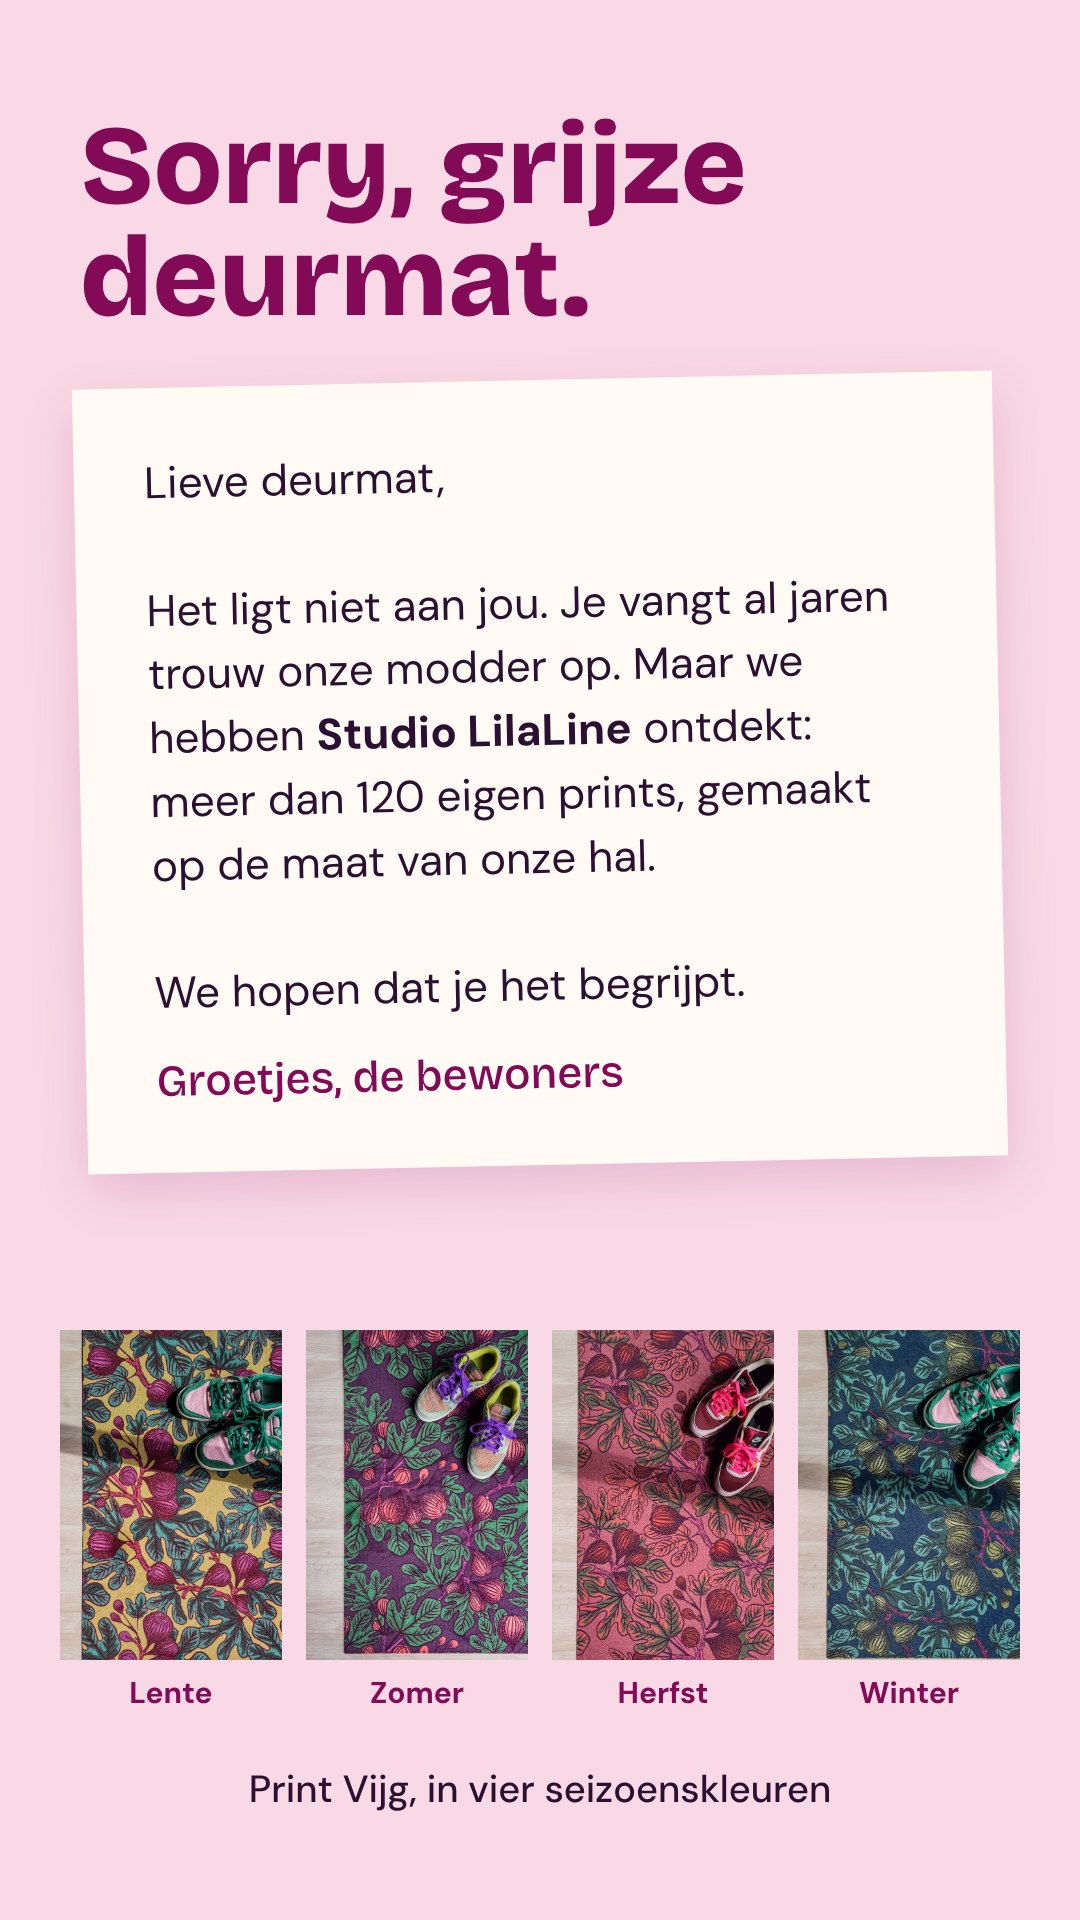 Sorry, grijze
deurmat.
Lieve deurmat,
Het ligt niet aan jou. Je vangt al jaren
trouw onze modder op. Maar we
hebben Studio LilaLine ontdekt:
meer dan 120 eigen prints, gemaakt
op de maat van onze hal.
We hopen dat je het begrijpt.
Groetjes, de bewoners
Lente
Zomer
Herfst
Winter
Print Vijg, in vier seizoenskleuren